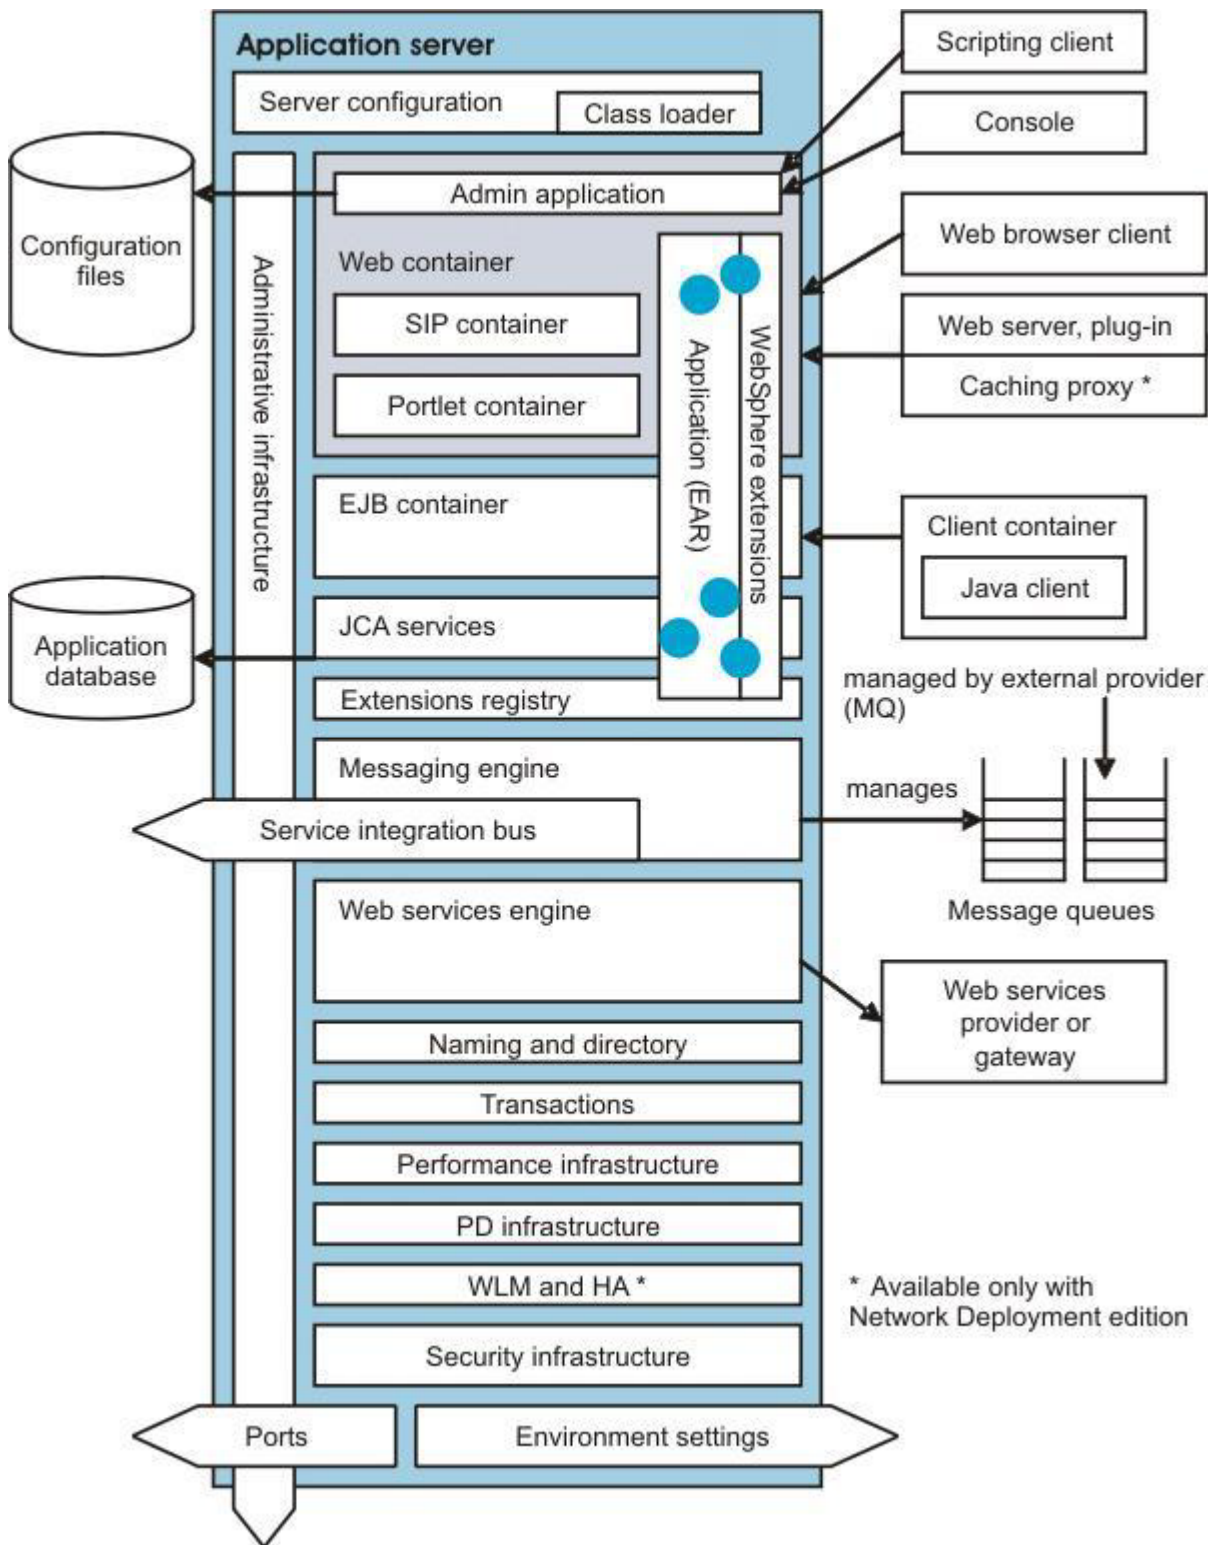 Application server
Server configuration
Class loader
Scripting client
Console
Configuration
files
Administrative infrastructure
Admin application
Web container
SIP container
Portlet container
Application (EAR)
WebSphere extensions
Web browser client
Web server, plug-in
Caching proxy *
EJB container
Client container
Java client
Application
database
JCA services
Extensions registry
managed by external provider
(MQ)
Messaging engine
manages
Service integration bus
Message queues
Web services engine
Web services
provider or
gateway
Naming and directory
Transactions
Performance infrastructure
PD infrastructure
WLM and HA *
* Available only with
Network Deployment edition
Security infrastructure
Ports
Environment settings